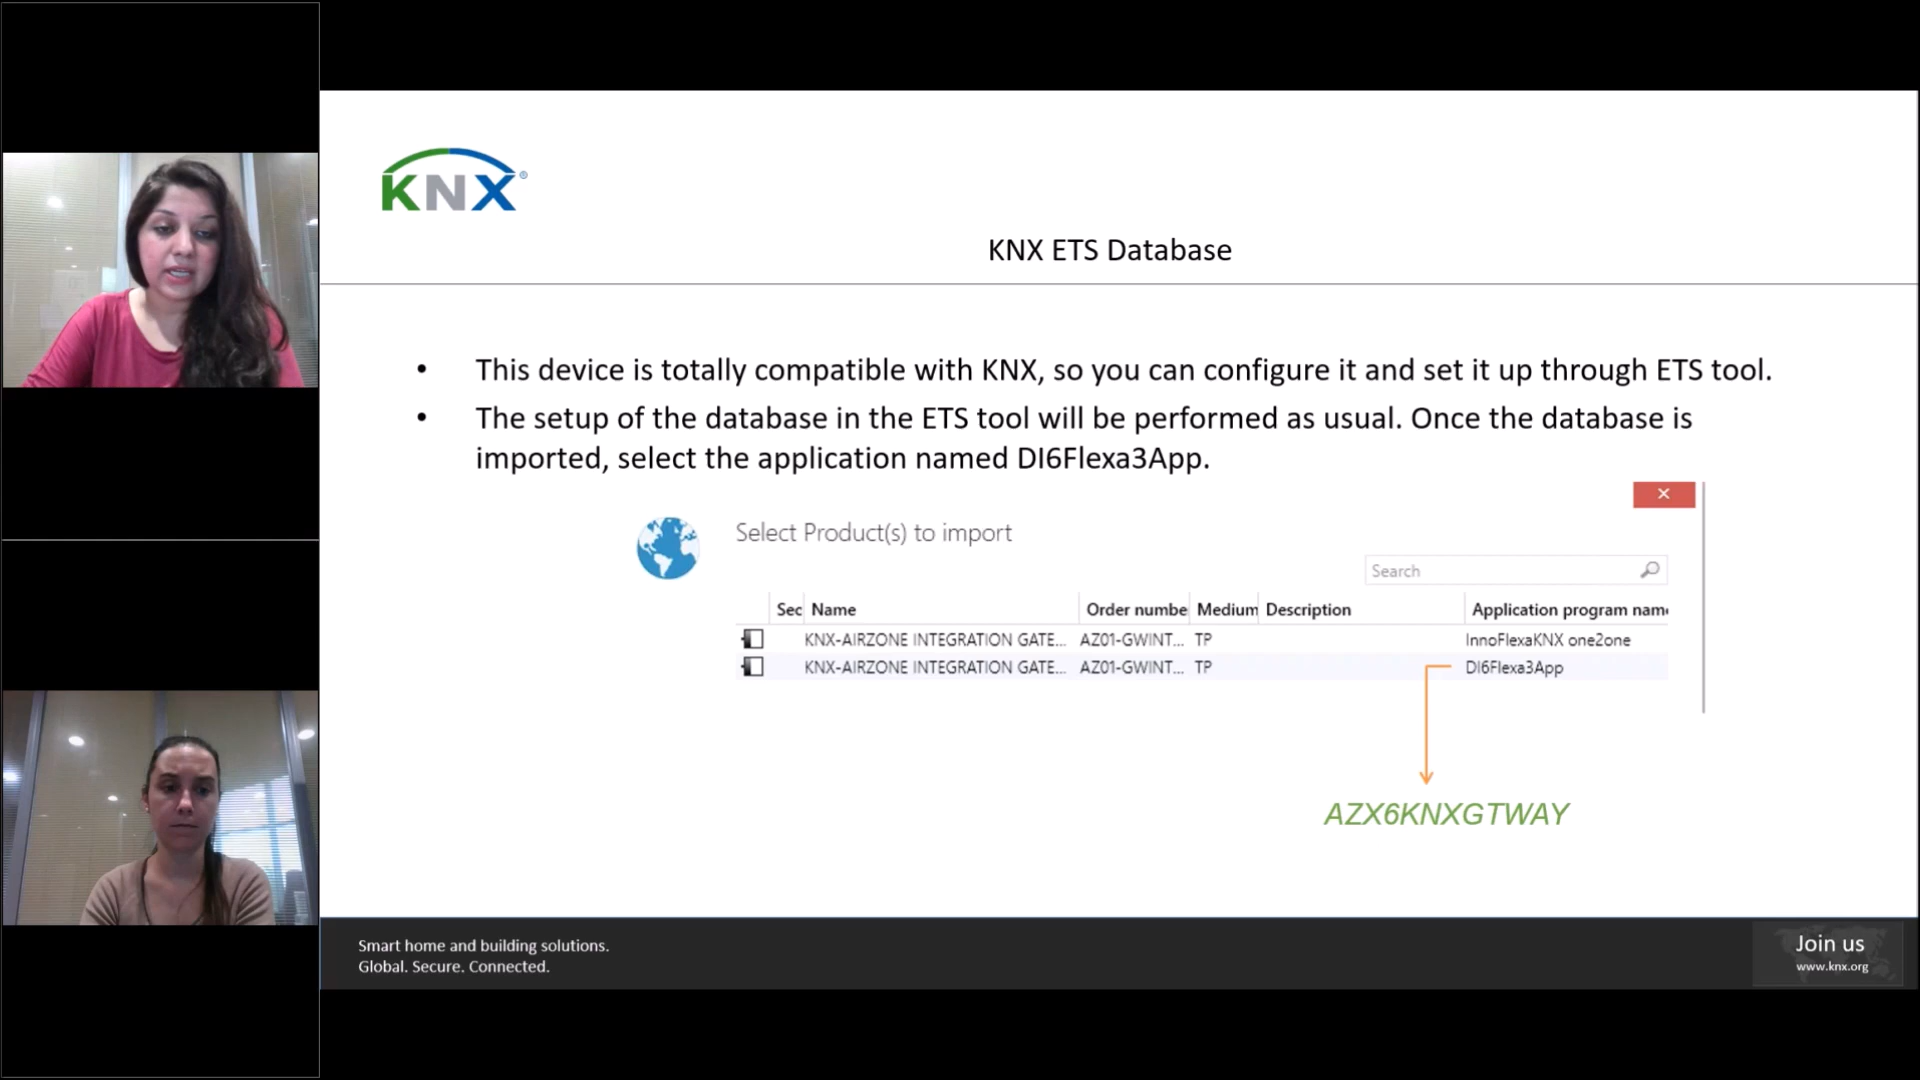 KNX®
KNX ETS Database
• This device is totally compatible with KNX, so you can configure it and set it up through ETS tool.
• The setup of the database in the ETS tool will be performed as usual. Once the database is
imported, select the application named DI6Flexa3App.
Select Product(s) to import
Search
Sec Name Order numbe Medium Description Application program nam
KNX-AIRZONE INTEGRATION GATE... AZ01-GWINT... TP InnoFlexaKNX one2one
KNX-AIRZONE INTEGRATION GATE... AZ01-GWINT... TP DI6Flexa3App
AZX6KNXGTWAY
Smart home and building solutions.
Global. Secure. Connected.
Join us
www.knx.org